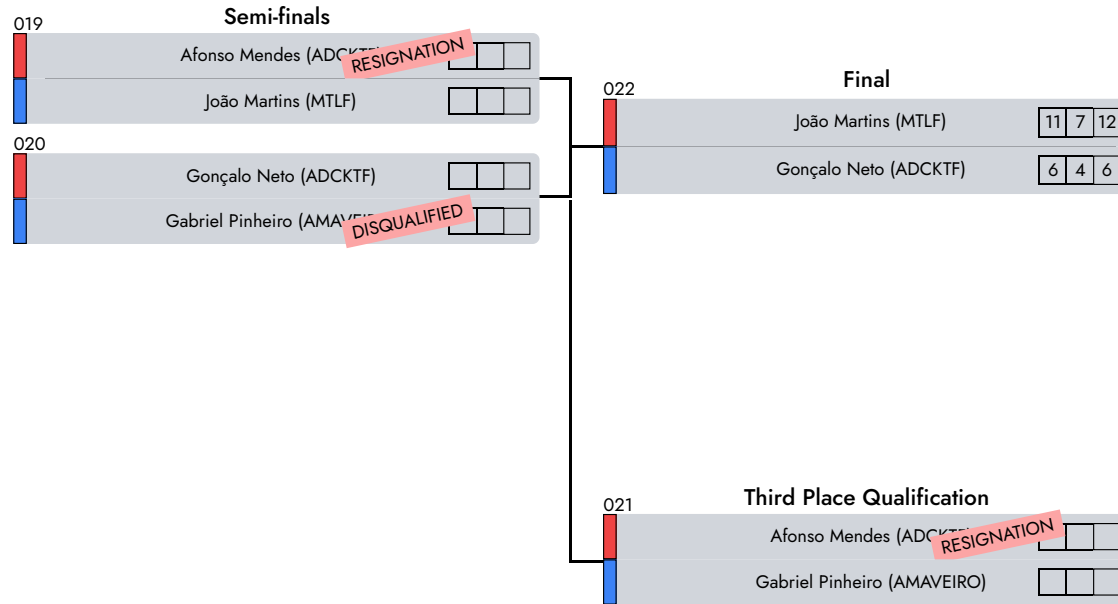 Semi-finals
019
Afonso Mendes (ADCKTF)
RESIGNATION
João Martins (MTLF)
020
Gonçalo Neto (ADCKTF)
Gabriel Pinheiro (AMAVEIRO)
DISQUALIFIED
Final
022
João Martins (MTLF) 11 7 12
Gonçalo Neto (ADCKTF) 6 4 6
Third Place Qualification
021
Afonso Mendes (ADCKTF)
RESIGNATION
Gabriel Pinheiro (AMAVEIRO)